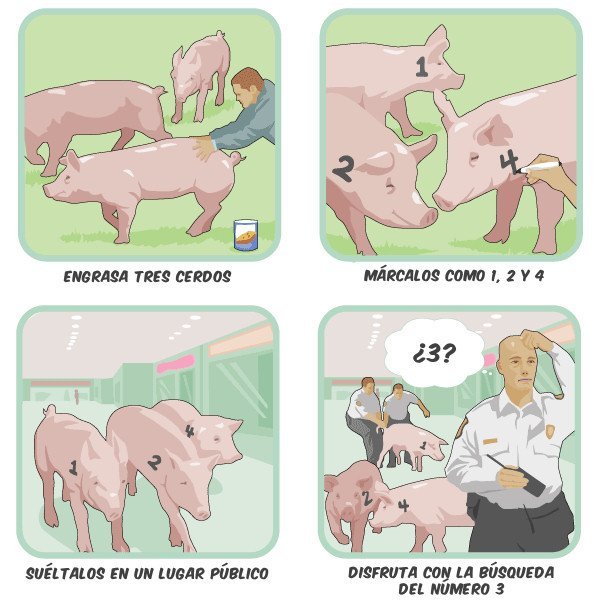 1
2
4
ENGRASA TRES CERDOS
MÁRCALOS COMO 1, 2 Y 4
1
2
4
SUÉLTALOS EN UN LUGAR PÚBLICO
¿3?
1
2
4
DISFRUTA CON LA BÚSQUEDA
DEL NÚMERO 3